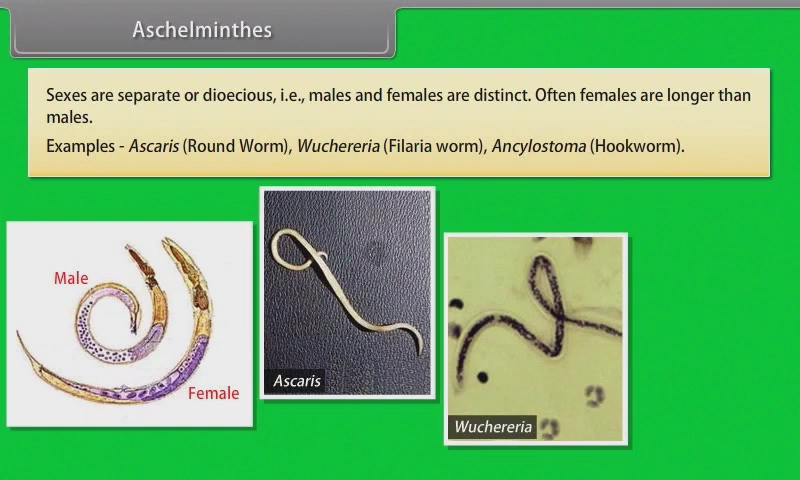 Aschelminthes
Sexes are separate or dioecious, i.e., males and females are distinct. Often females are longer than
males.
Examples - Ascaris (Round Worm), Wuchereria (Filaria worm), Ancylostoma (Hookworm).
Male
Female
Ascaris
Wuchereria